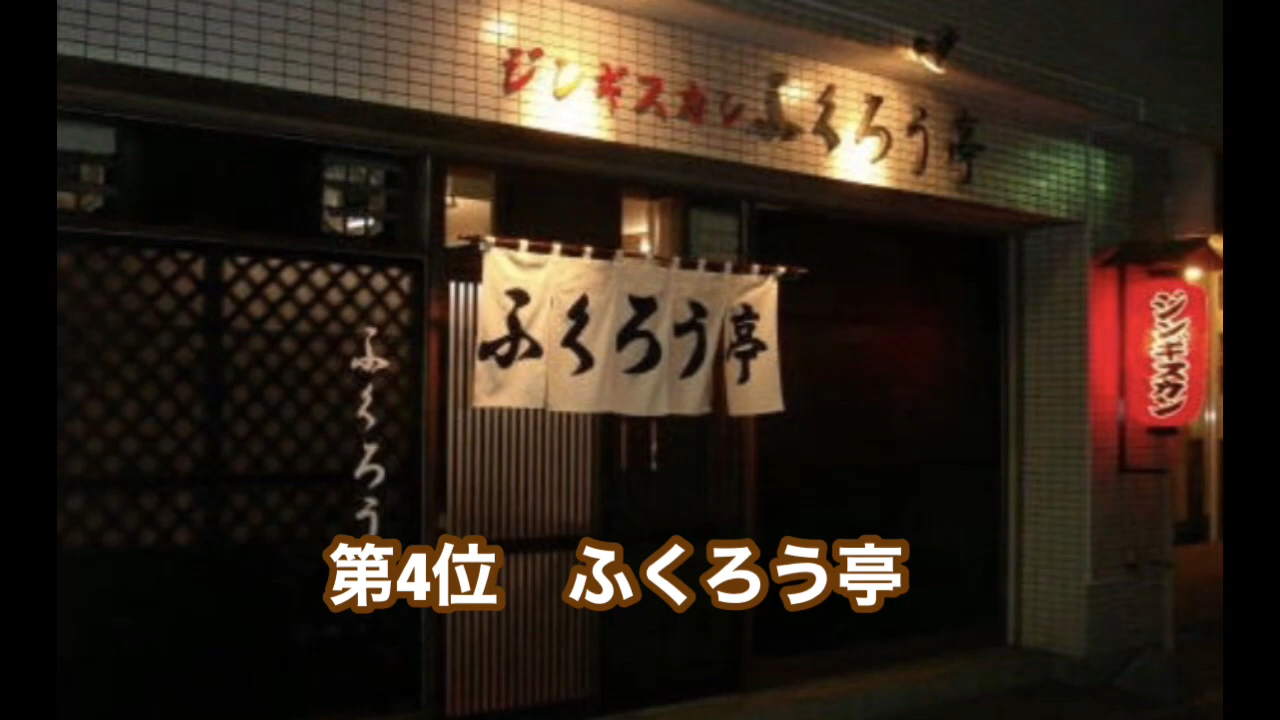 ジンギスカン ふくろう亭
ふくろう亭
ジンギスカン
ふくろう
第4位　ふくろう亭